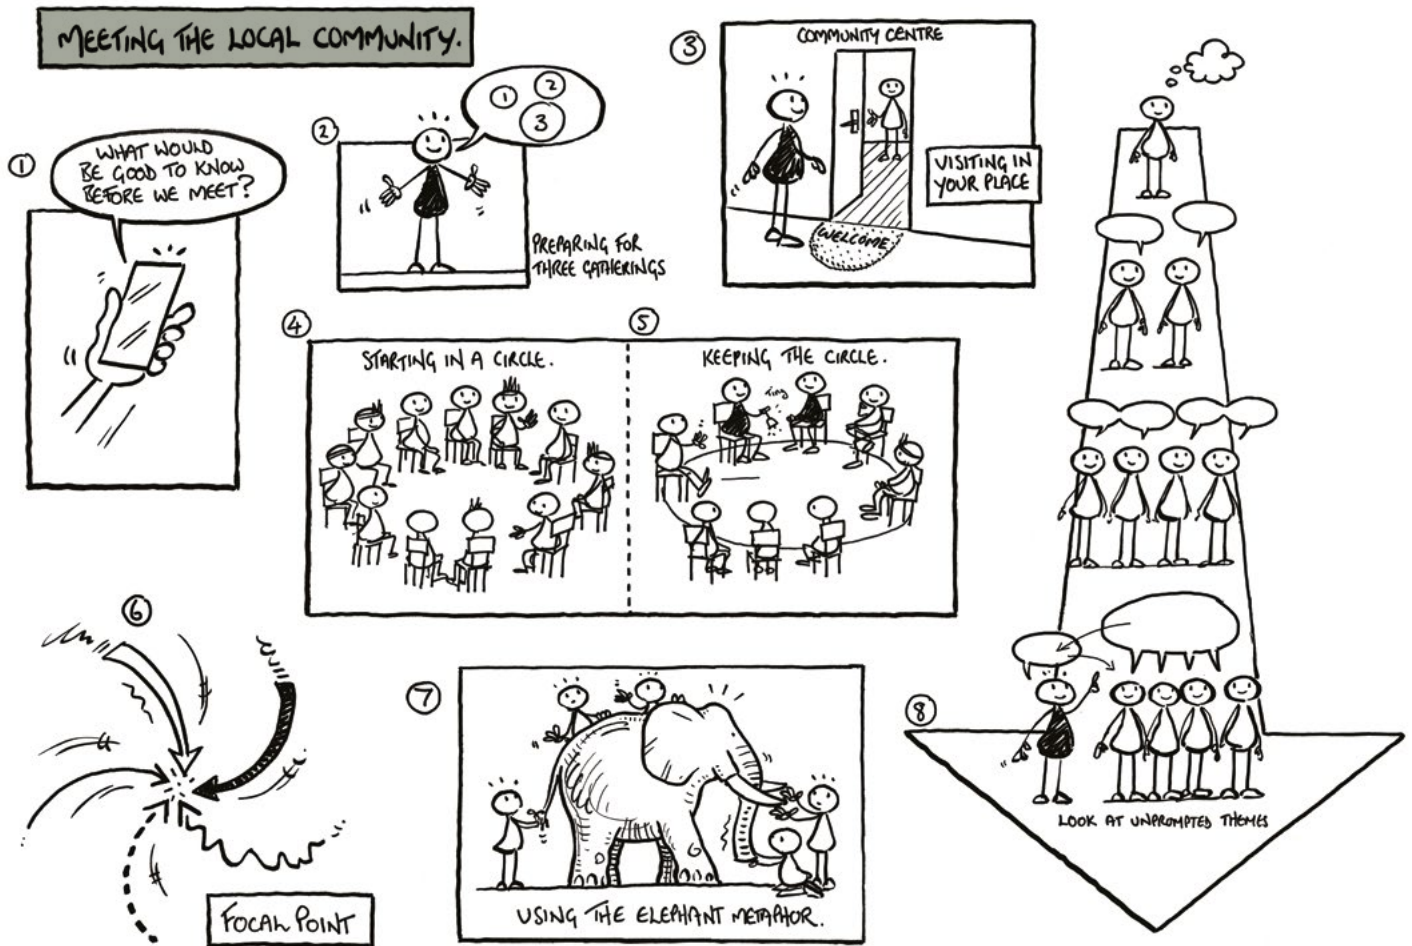 MEETING THE LOCAL COMMUNITY.
1
WHAT WOULD
BE GOOD TO KNOW
BEFORE WE MEET?
2
1 2
3
PREPARING FOR
THREE GATHERINGS
3
COMMUNITY CENTRE
VISITING IN
YOUR PLACE
WELCOME
4
STARTING IN A CIRCLE.
5
KEEPING THE CIRCLE.
6
FOCAL POINT
7
USING THE ELEPHANT METAPHOR.
8
LOOK AT UNPROMPTED THEMES